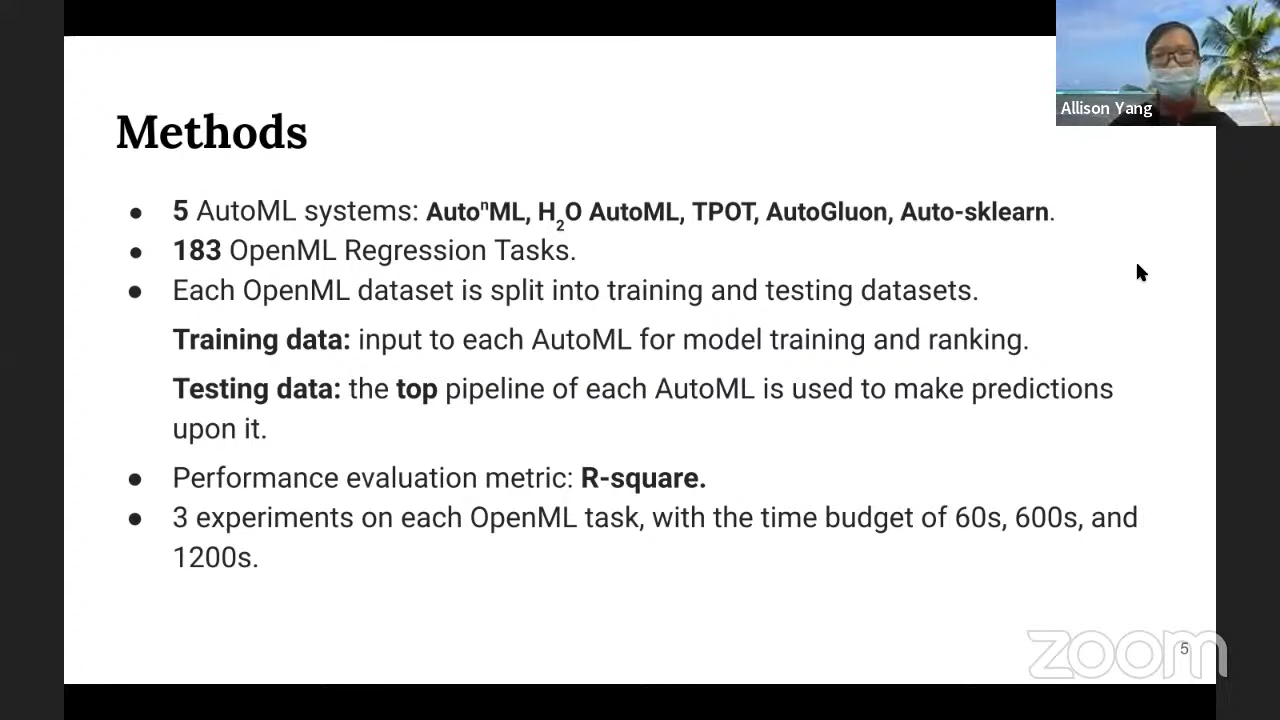 Allison Yang
Methods
● 5 AutoML systems: AutoⁿML, H₂O AutoML, TPOT, AutoGluon, Auto-sklearn.
● 183 OpenML Regression Tasks.
● Each OpenML dataset is split into training and testing datasets.
Training data: input to each AutoML for model training and ranking.
Testing data: the top pipeline of each AutoML is used to make predictions
upon it.
● Performance evaluation metric: R-square.
● 3 experiments on each OpenML task, with the time budget of 60s, 600s, and
1200s.
zoom
5